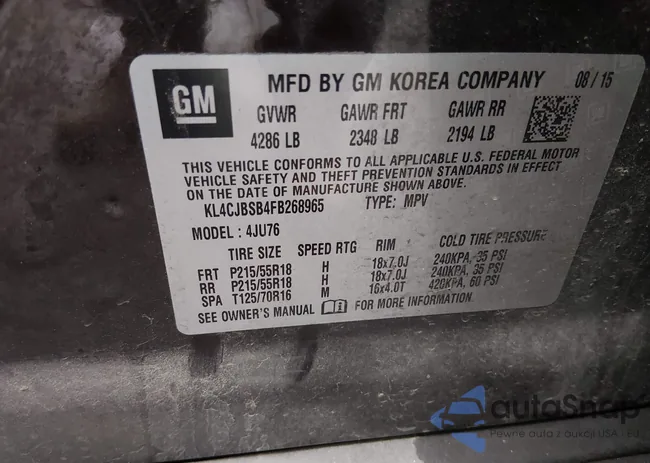 GM
MFD BY GM KOREA COMPANY 08/15
GVWR GAWR FRT GAWR RR
4286 LB 2348 LB 2194 LB
THIS VEHICLE CONFORMS TO ALL APPLICABLE U.S. FEDERAL MOTOR
VEHICLE SAFETY AND THEFT PREVENTION STANDARDS IN EFFECT
ON THE DATE OF MANUFACTURE SHOWN ABOVE.
KL4CJBSB4FB268965 TYPE: MPV
MODEL: 4JU76
TIRE SIZE SPEED RTG RIM COLD TIRE PRESSURE
FRT P215/55R18 H 18x7.0J 240KPA, 35 PSI
RR P215/55R18 H 18x7.0J 240KPA, 35 PSI
SPA T125/70R16 M 16x4.0T 420KPA, 60 PSI
SEE OWNER'S MANUAL FOR MORE INFORMATION.
autoSnap
Pewne auta z aukcji USA